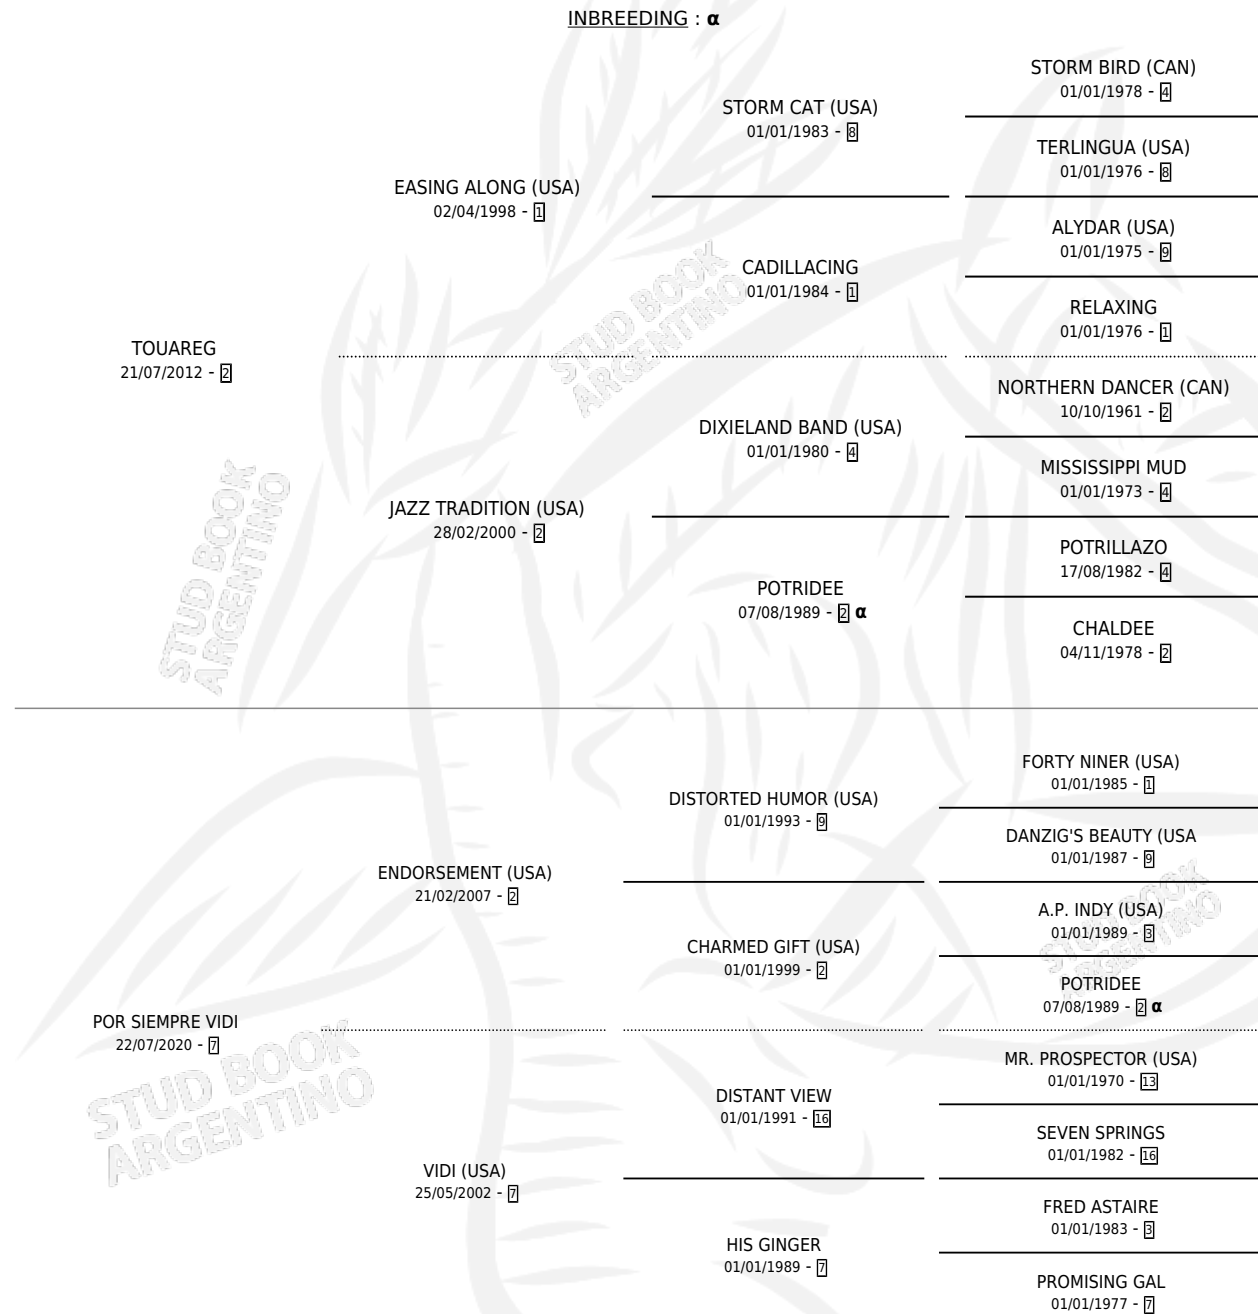 INBREEDING : α
STORM BIRD (CAN)
01/01/1978 - 4
STORM CAT (USA)
01/01/1983 - 8
TERLINGUA (USA)
01/01/1976 - 8
EASING ALONG (USA)
02/04/1998 - 1
ALYDAR (USA)
01/01/1975 - 9
CADILLACING
01/01/1984 - 1
RELAXING
01/01/1976 - 1
TOUAREG
21/07/2012 - 2
NORTHERN DANCER (CAN)
10/10/1961 - 2
DIXIELAND BAND (USA)
01/01/1980 - 4
MISSISSIPPI MUD
01/01/1973 - 4
JAZZ TRADITION (USA)
28/02/2000 - 2
POTRILLAZO
17/08/1982 - 4
POTRIDEE
07/08/1989 - 2 α
CHALDEE
04/11/1978 - 2
FORTY NINER (USA)
01/01/1985 - 1
DISTORTED HUMOR (USA)
01/01/1993 - 9
DANZIG'S BEAUTY (USA
01/01/1987 - 9
ENDORSEMENT (USA)
21/02/2007 - 2
A.P. INDY (USA)
01/01/1989 - 3
CHARMED GIFT (USA)
01/01/1999 - 2
POTRIDEE
07/08/1989 - 2 α
POR SIEMPRE VIDI
22/07/2020 - 7
MR. PROSPECTOR (USA)
01/01/1970 - 13
DISTANT VIEW
01/01/1991 - 16
SEVEN SPRINGS
01/01/1982 - 16
VIDI (USA)
25/05/2002 - 7
FRED ASTAIRE
01/01/1983 - 3
HIS GINGER
01/01/1989 - 7
PROMISING GAL
01/01/1977 - 7
STUD BOOK
ARGENTINO
STUD BOOK
ARGENTINO
STUD BOOK
ARGENTINO
STUD BOOK
ARGENTINO